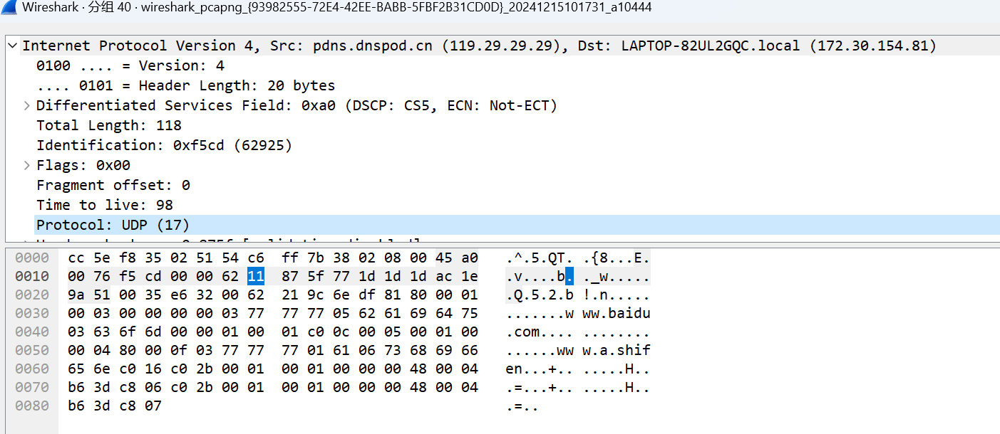 Wireshark · 分组 40 · wireshark_pcapng_{93982555-72E4-42EE-BABB-5FBF2B31CD0D}_20241215101731_a10444
Internet Protocol Version 4, Src: pdns.dnspod.cn (119.29.29.29), Dst: LAPTOP-82UL2GQC.local (172.30.154.81)
0100 .... = Version: 4
.... 0101 = Header Length: 20 bytes
Differentiated Services Field: 0xa0 (DSCP: CS5, ECN: Not-ECT)
Total Length: 118
Identification: 0xf5cd (62925)
Flags: 0x00
Fragment offset: 0
Time to live: 98
Protocol: UDP (17)
0000 cc 5e f8 35 02 51 54 c6 ff 7b 38 02 08 00 45 a0 .^.5.QT. .{8...E.
0010 00 76 f5 cd 00 00 62 11 87 5f 77 1d 1d 1d ac 1e .v....b. ._w.....
0020 9a 51 00 35 e6 32 00 62 21 9c 6e df 81 80 00 01 .Q.5.2.b !.n.....
0030 00 03 00 00 00 00 03 77 77 77 05 62 61 69 64 75 .......w ww.baidu
0040 03 63 6f 6d 00 00 01 00 01 c0 0c 00 05 00 01 00 .com.... ........
0050 00 04 80 00 0f 03 77 77 77 01 61 06 73 68 69 66 ......ww w.a.shif
0060 65 6e c0 16 c0 2b 00 01 00 01 00 00 00 48 00 04 en...+.. .....H..
0070 b6 3d c8 06 c0 2b 00 01 00 01 00 00 00 48 00 04 .=...+.. .....H..
0080 b6 3d c8 07 .=..